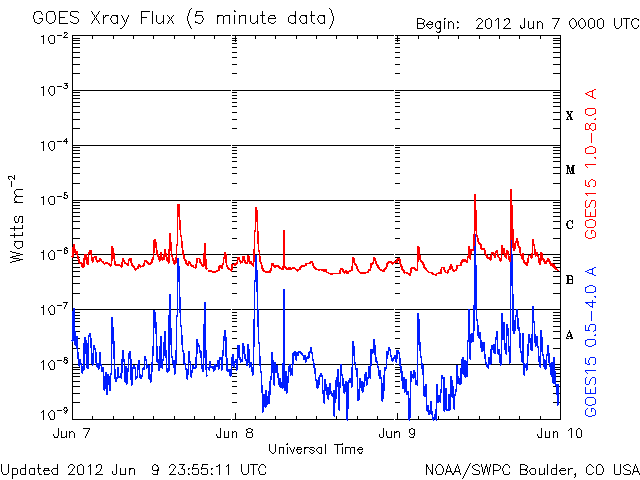 GOES Xray Flux (5 minute data)
Begin: 2012 Jun 7 0000 UTC
10-2
10-3
10-4
10-5
10-6
10-7
10-8
10-9
Watts m-2
X
M
C
B
A
GOES15 1.0-8.0 A
GOES15 0.5-4.0 A
Jun 7
Jun 8
Jun 9
Jun 10
Universal Time
Updated 2012 Jun 9 23:55:11 UTC
NOAA/SWPC Boulder, CO USA